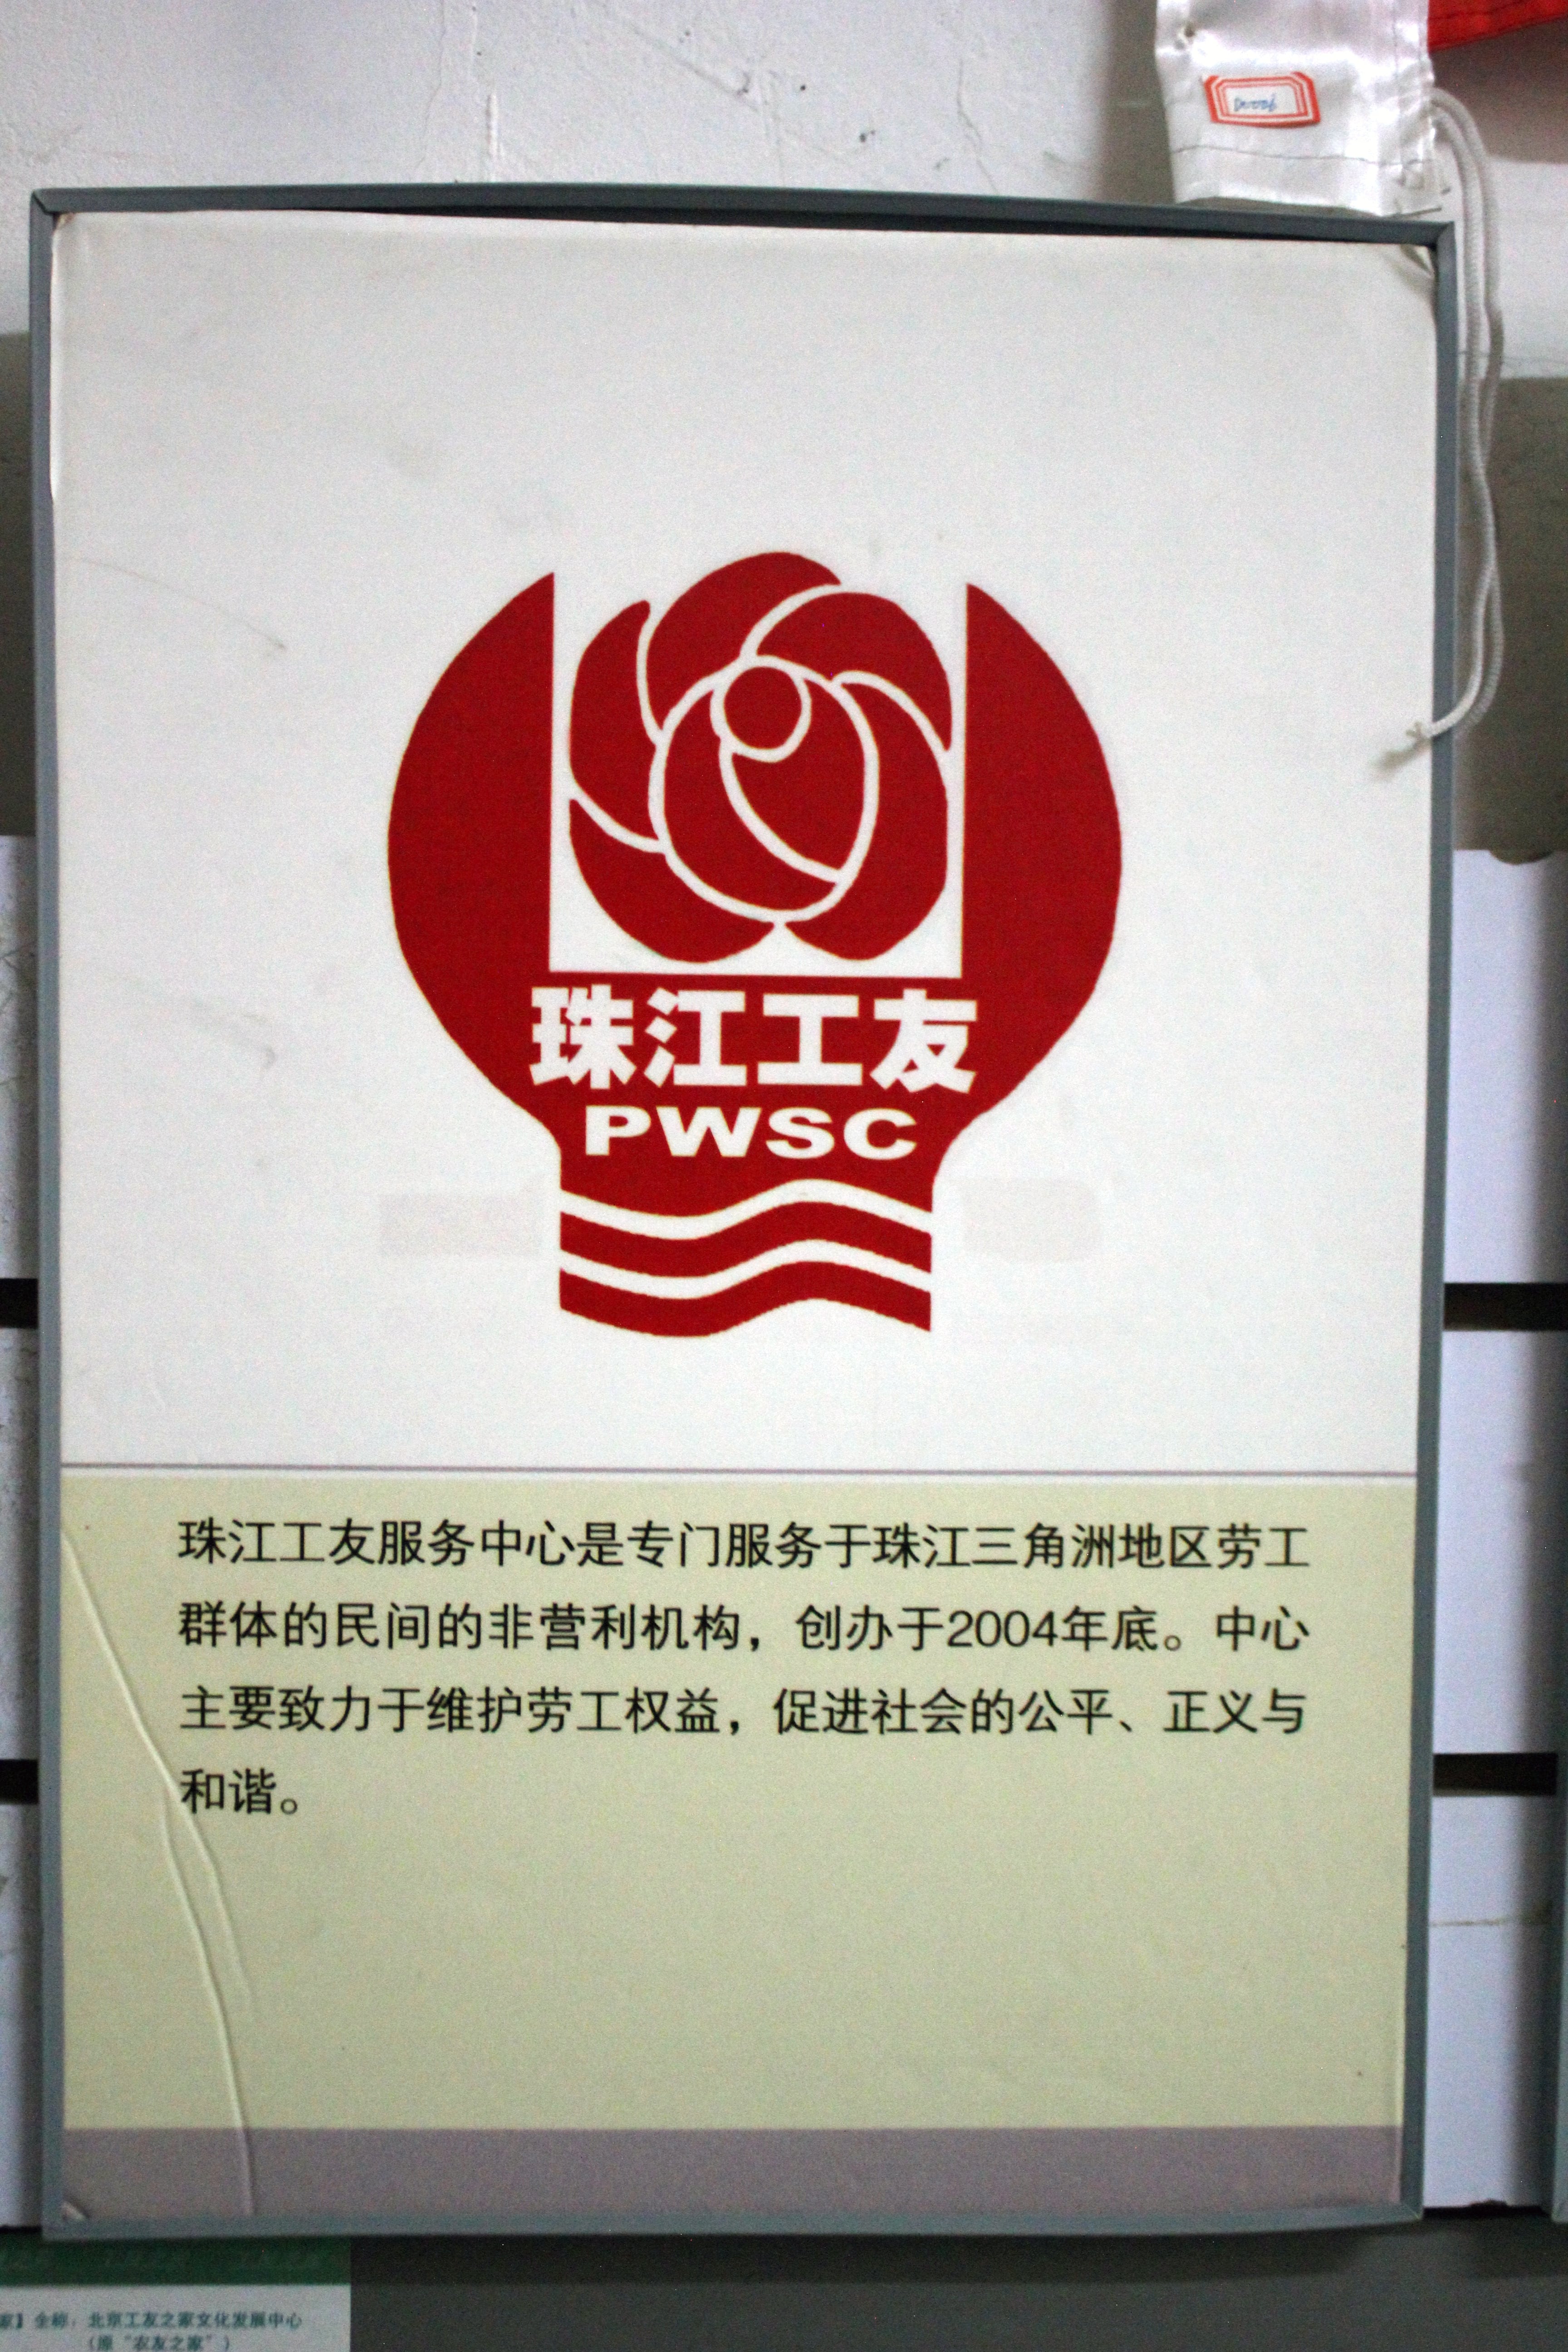 珠江工友
PWSC
珠江工友服务中心是专门服务于珠江三角洲地区劳工
群体的民间的非营利机构，创办于2004年底。中心
主要致力于维护劳工权益，促进社会的公平、正义与
和谐。
家】全称：北京工友之家文化发展中心
（原“农友之家”）